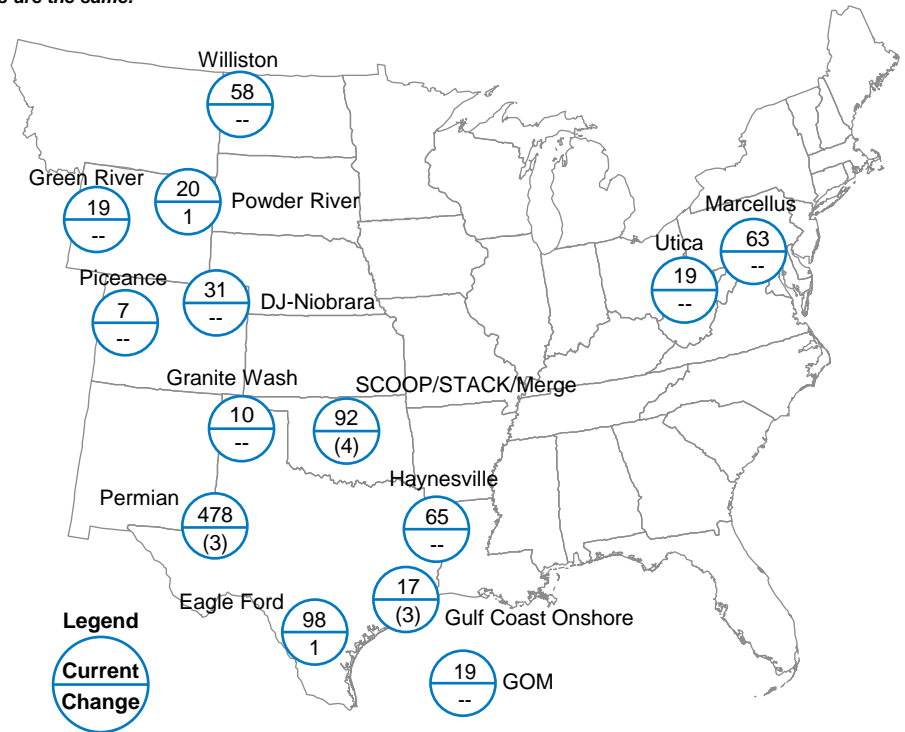 are the same.
Williston
58
--
Green River
19
--
20
1
Powder River
Marcellus
63
--
Utica
19
--
Piceance
7
--
31
--
DJ-Niobrara
Granite Wash
10
--
SCOOP/STACK/Merge
92
(4)
Haynesville
65
--
Permian
478
(3)
Eagle Ford
98
1
17
(3)
Gulf Coast Onshore
19
--
GOM
Legend
Current
Change